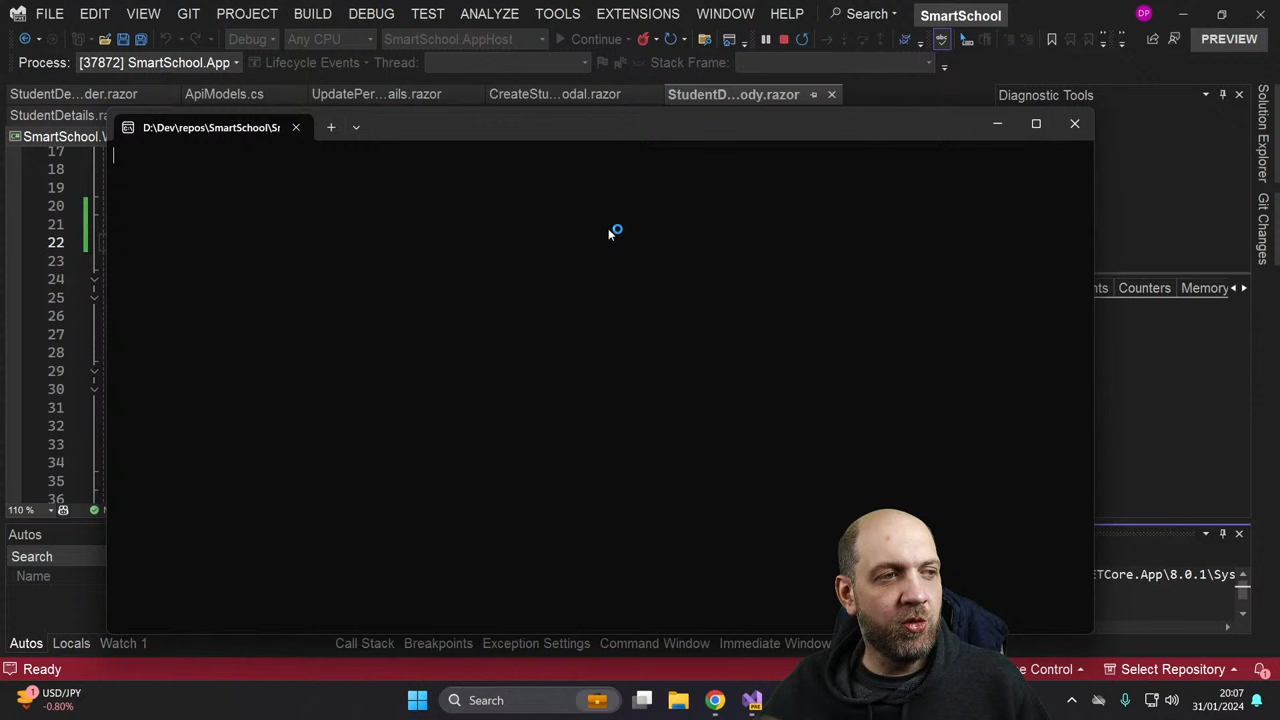 FILE EDIT VIEW GIT PROJECT BUILD DEBUG TEST ANALYZE TOOLS EXTENSIONS WINDOW HELP Search SmartSchool DP
Debug Any CPU SmartSchool.AppHost Continue PREVIEW
Process: [37872] SmartSchool.App Lifecycle Events Thread: Stack Frame:
StudentDe...der.razor ApiModels.cs UpdatePer...ails.razor CreateStu...odal.razor StudentD...ody.razor Diagnostic Tools
StudentDetails.razor
D:\Dev\repos\SmartSchool\Sr
SmartSchool.
Solution Explorer
Git Changes
17
18
19
20
21
22
23
24
25
26
27
28
29
30
31
32
33
34
35
36
nts Counters Memory
110 %
Autos
Search
Name
ETCore.App\8.0.1\Sys
Autos Locals Watch 1 Call Stack Breakpoints Exception Settings Command Window Immediate Window
Ready ce Control Select Repository 1
1 USD/JPY
-0.80%
Search
PRE
20:07
31/01/2024